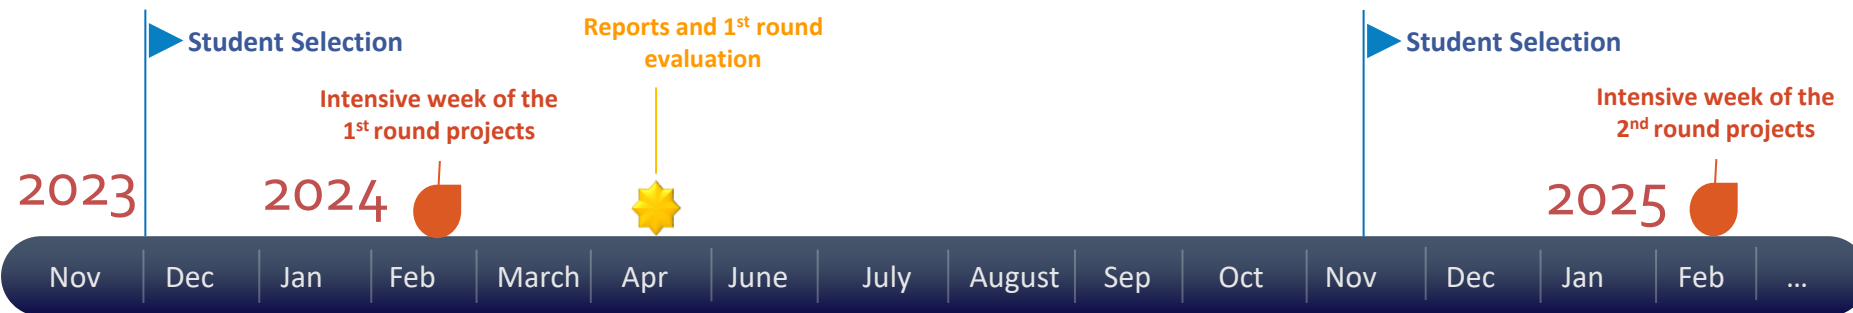 Student Selection
Reports and 1st round
evaluation
Student Selection
Intensive week of the
1st round projects
Intensive week of the
2nd round projects
2023
2024
2025
Nov
Dec
Jan
Feb
March
Apr
June
July
August
Sep
Oct
Nov
Dec
Jan
Feb
...